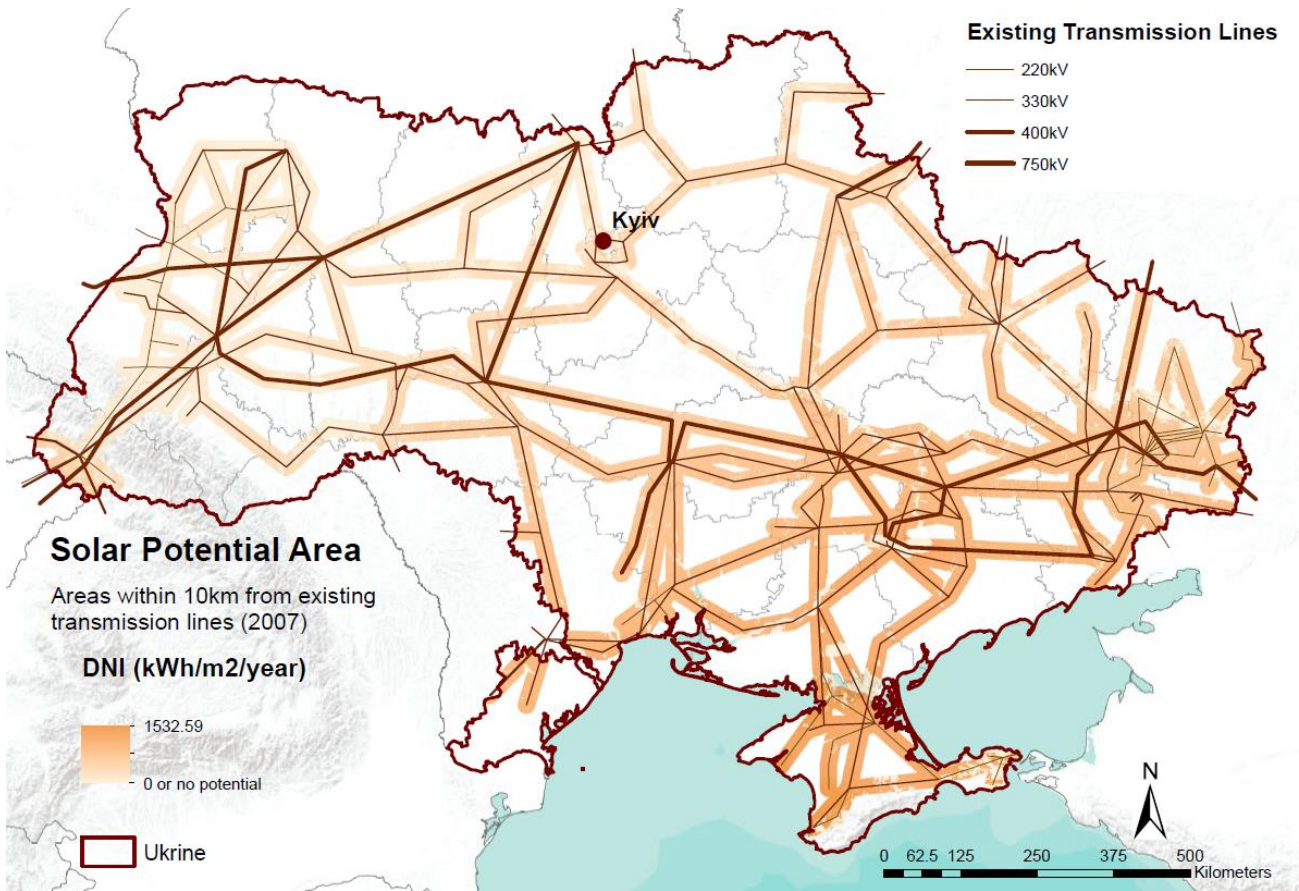 Existing Transmission Lines
220kV
330kV
400kV
750kV
Kyiv
Solar Potential Area
Areas within 10km from existing
transmission lines (2007)
DNI (kWh/m2/year)
1532.59
0 or no potential
Ukrine
N
0 62.5 125 250 375 500
Kilometers